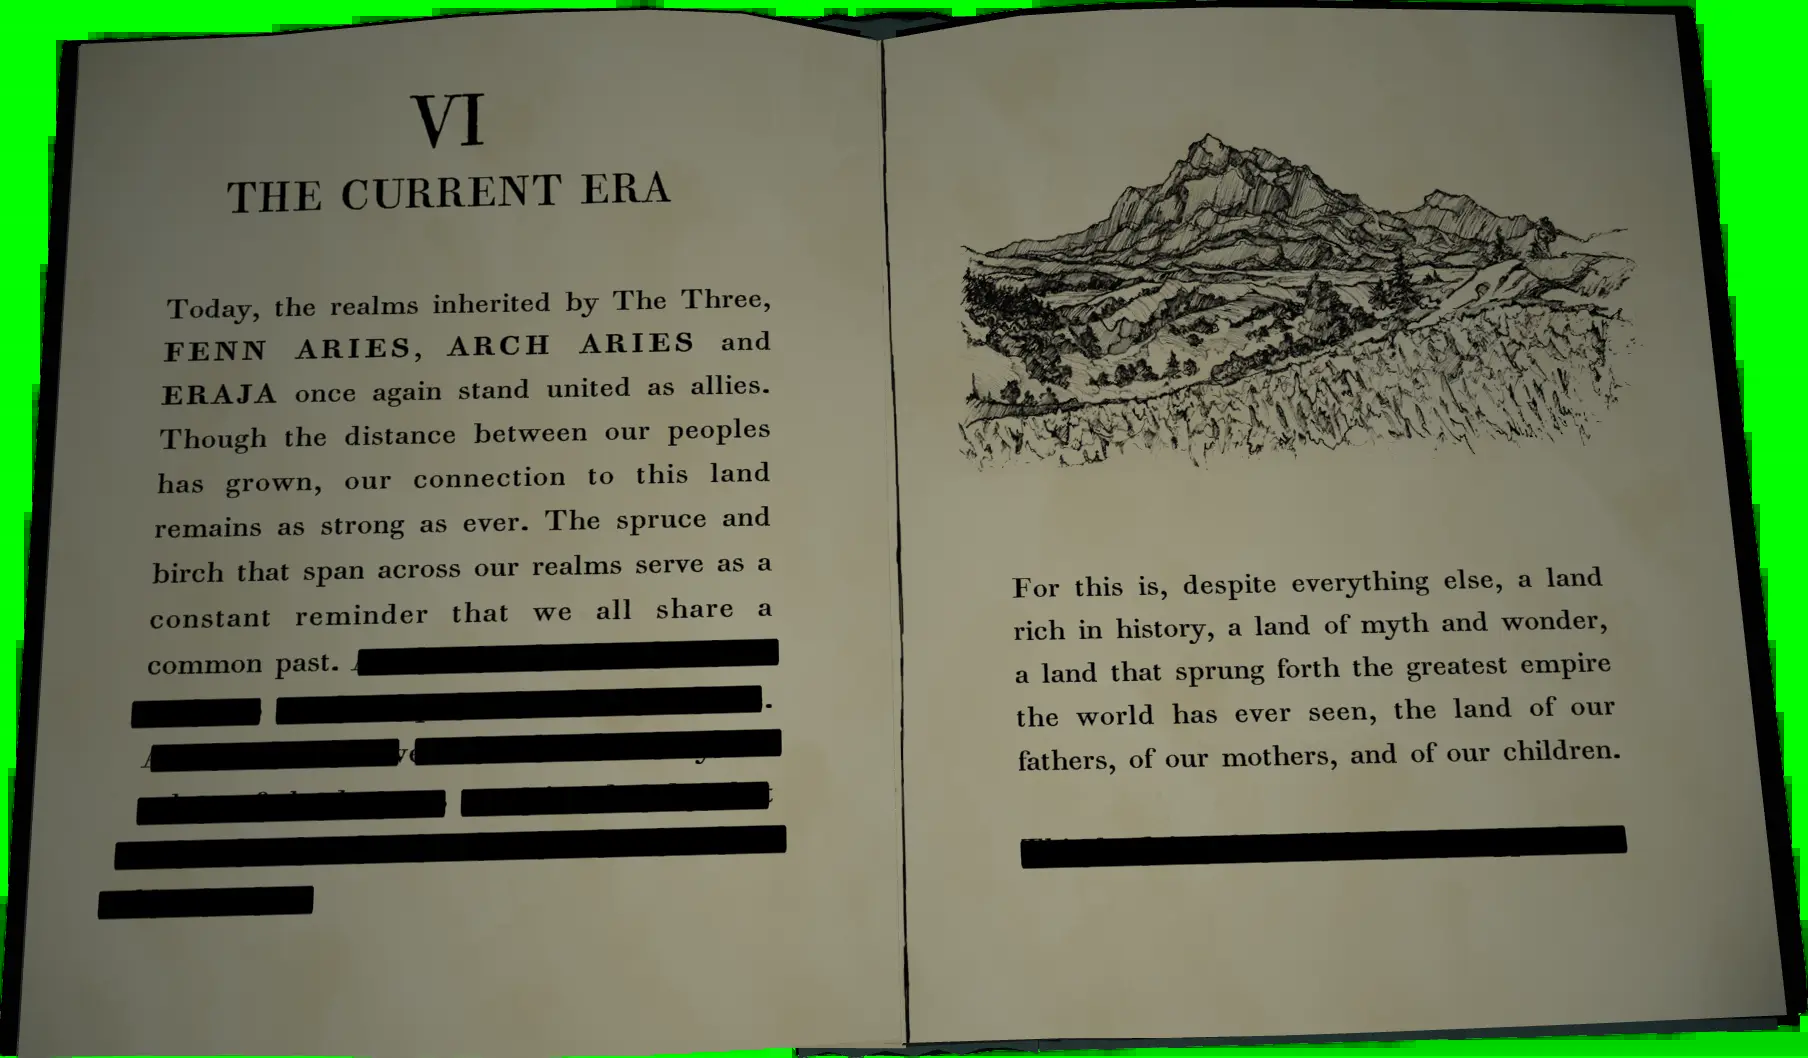 VI
THE CURRENT ERA
Today, the realms inherited by The Three,
FENN ARIES, ARCH ARIES and
ERAJA once again stand united as allies.
Though the distance between our peoples
has grown, our connection to this land
remains as strong as ever. The spruce and
birch that span across our realms serve as a
constant reminder that we all share a
common past.
For this is, despite everything else, a land
rich in history, a land of myth and wonder,
a land that sprung forth the greatest empire
the world has ever seen, the land of our
fathers, of our mothers, and of our children.